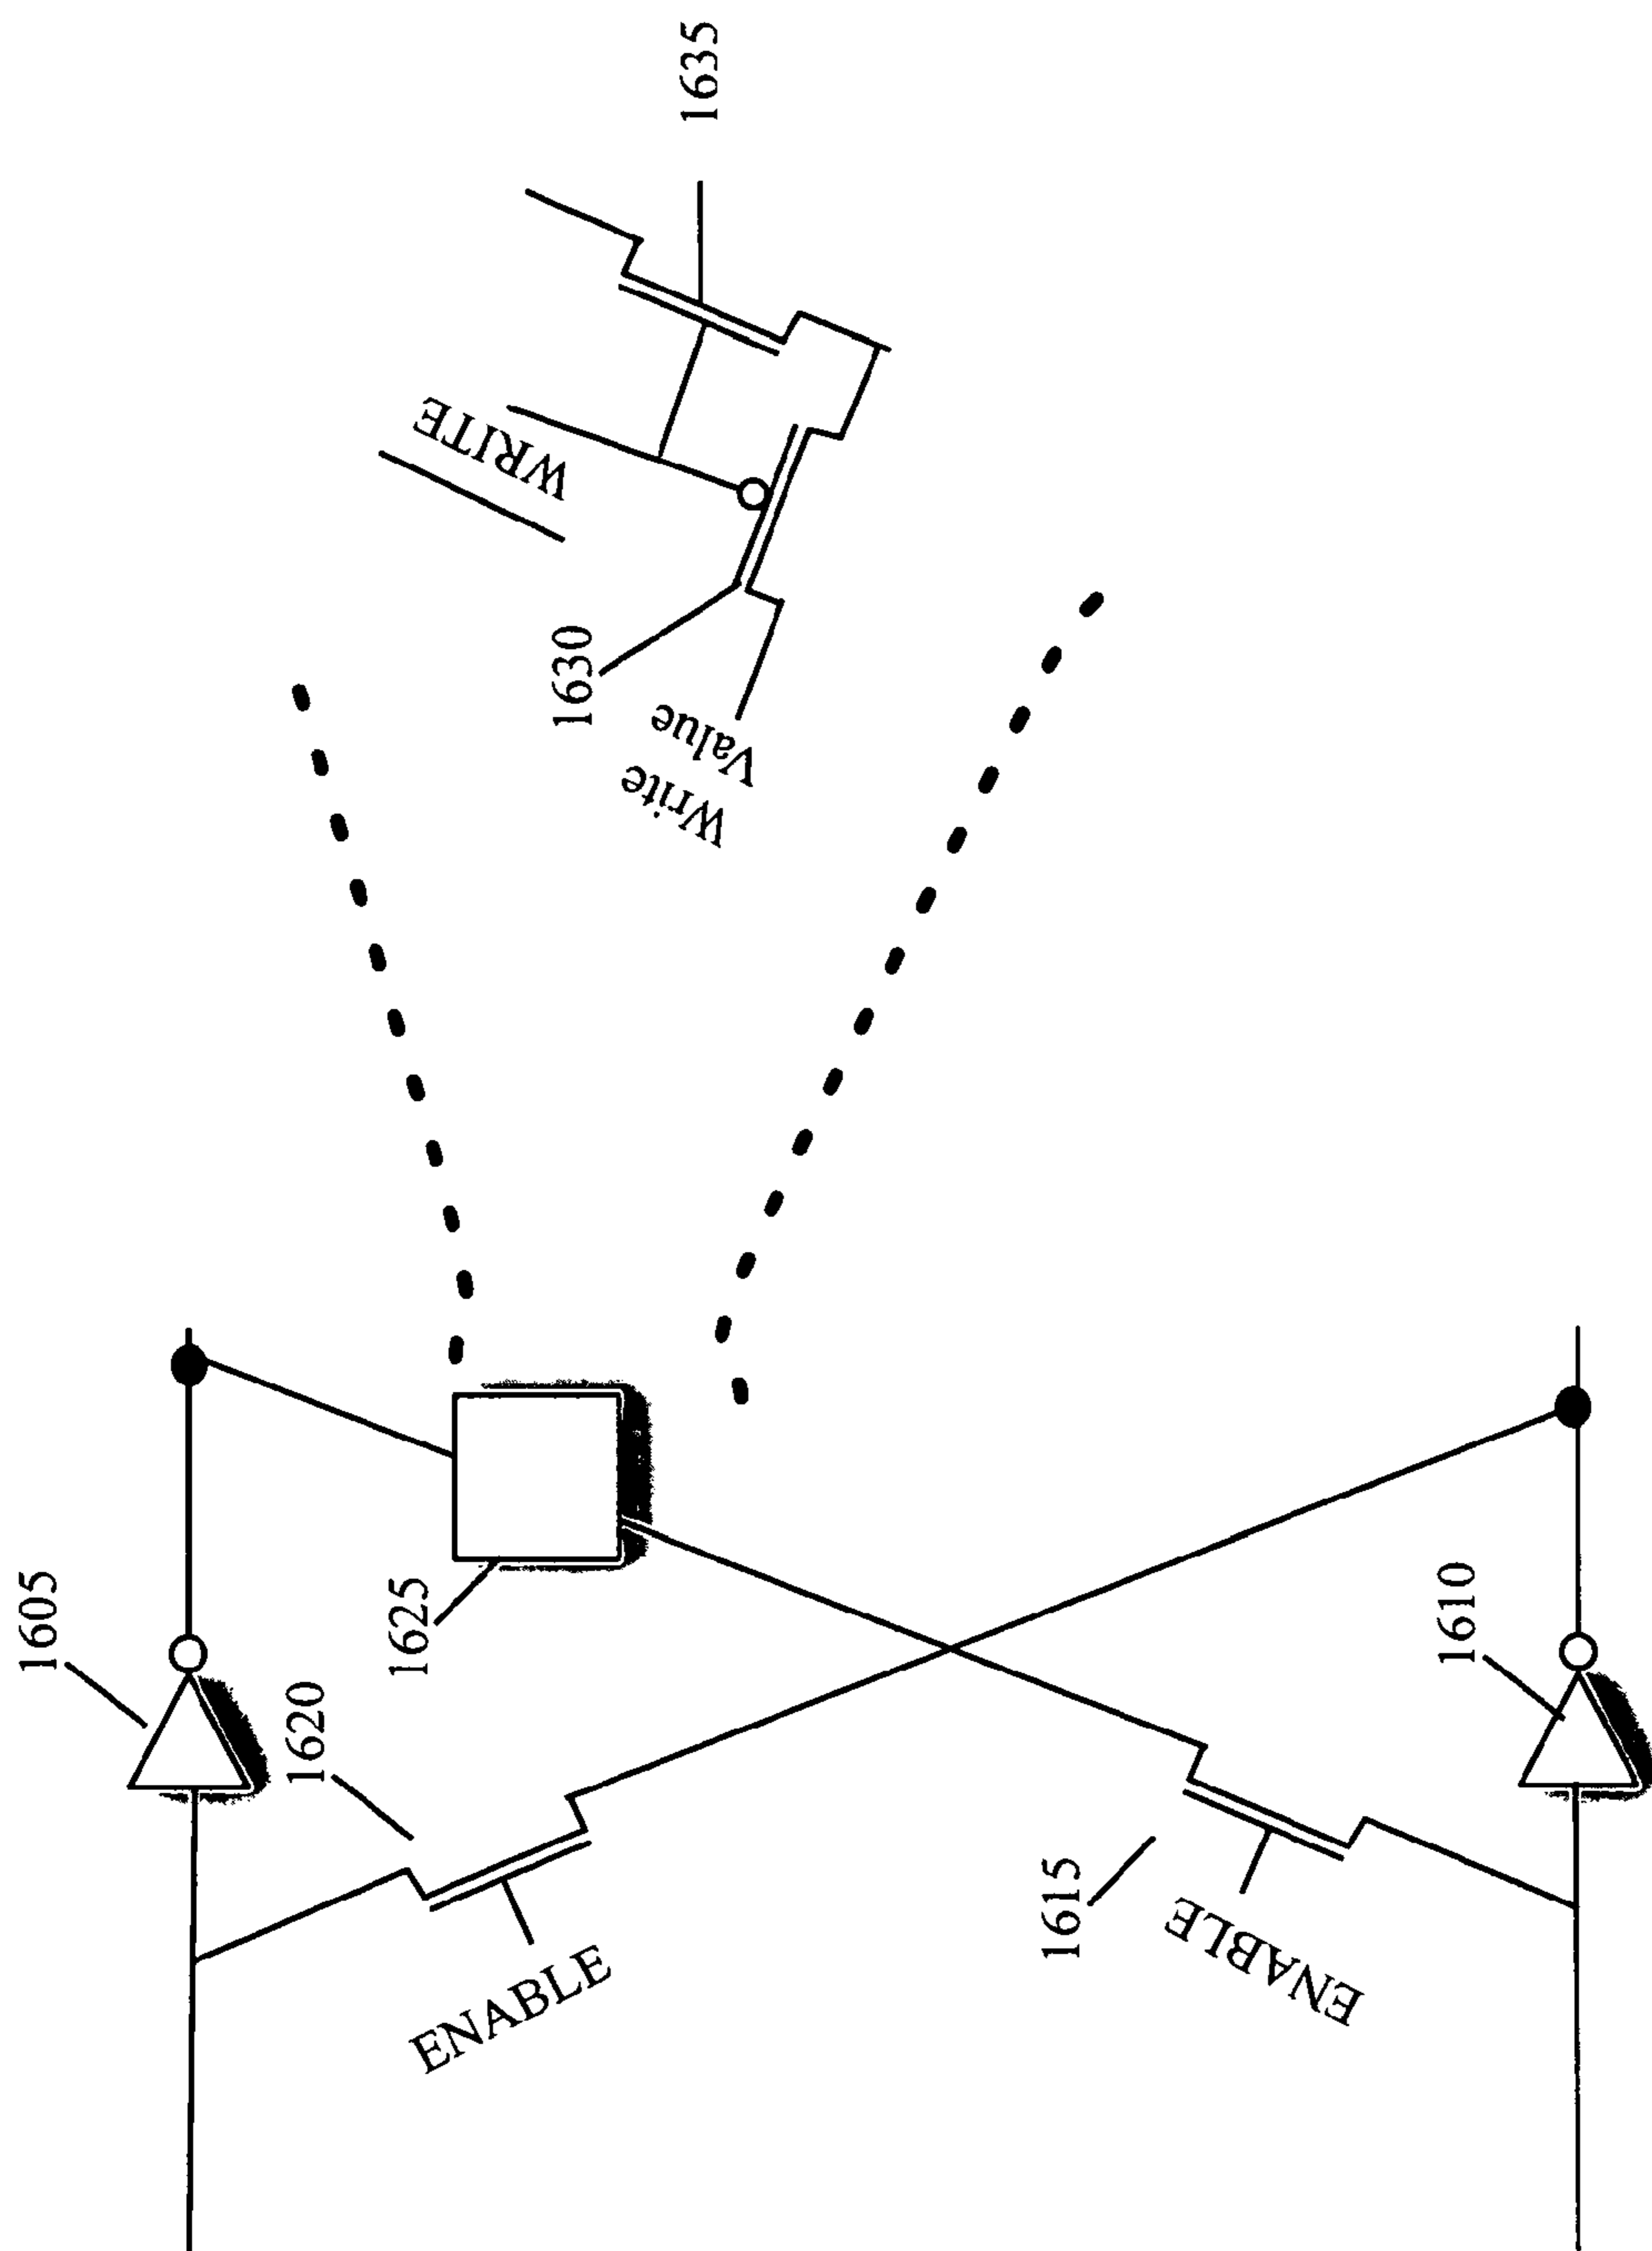 1635
WRITE
1630
Write
Value
1605
1625
1620
1610
1615
ENABLE
ENABLE